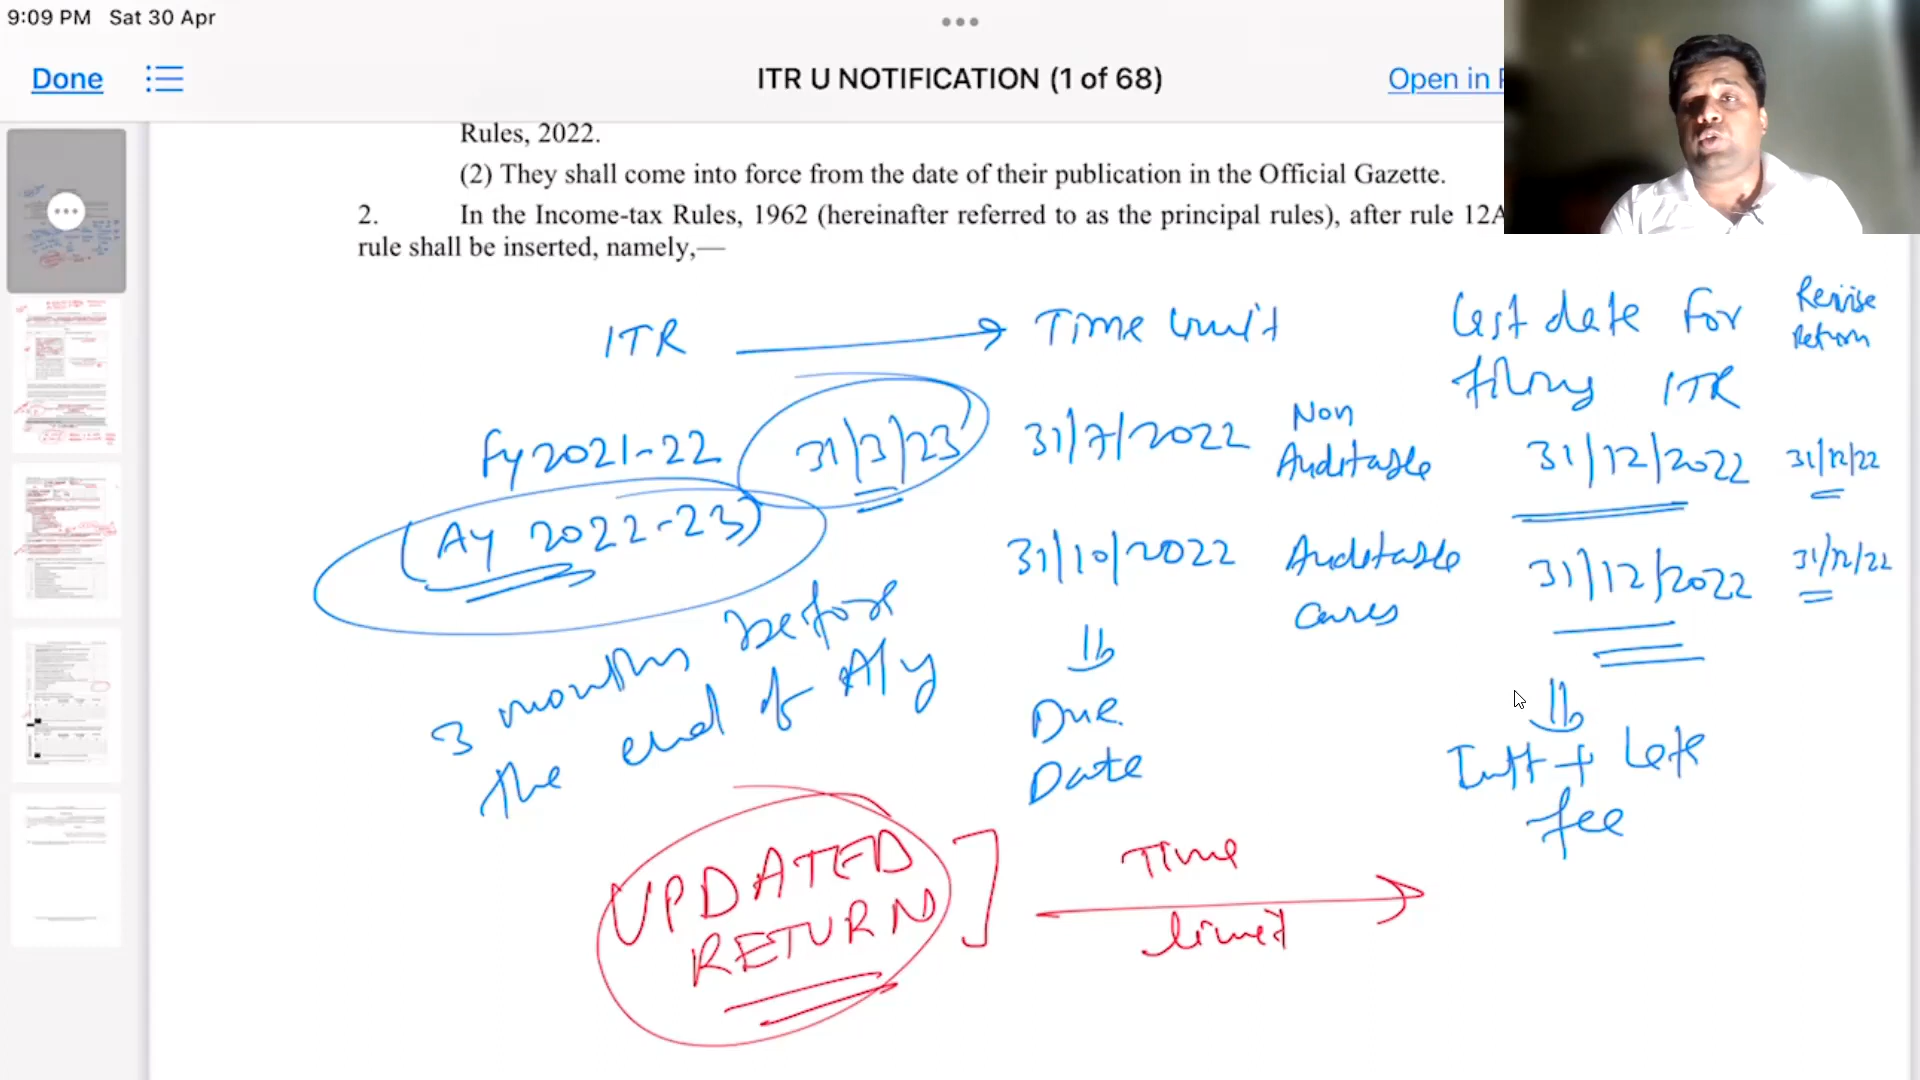 9:09 PM Sat 30 Apr
Done
ITR U NOTIFICATION (1 of 68)
Open in
Rules, 2022.
(2) They shall come into force from the date of their publication in the Official Gazette.
2. In the Income-tax Rules, 1962 (hereinafter referred to as the principal rules), after rule 12A
rule shall be inserted, namely,—
ITR → Time limit
Last date for
filing ITR
Revise
Return
Fy 2021-22
31/3/23
31/7/2022
Non
Auditable
31/12/2022
31/12/22
(AY 2022-23)
31/10/2022
Auditable
cases
31/12/2022
31/12/22
3 months before
the end of A/y
Due
Date
Intt + Late
fee
UPDATED
RETURN
Time
limit